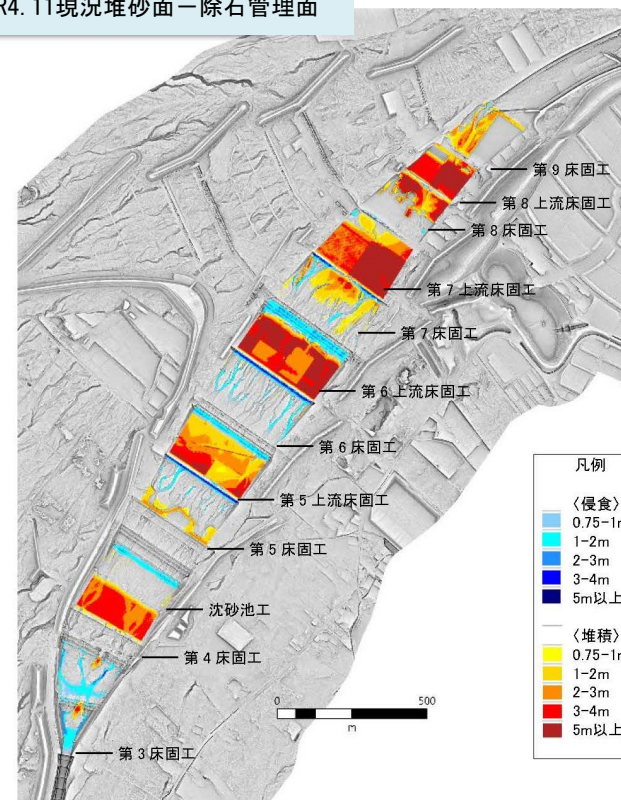 R4.11現況堆砂面－除石管理面
第9床固工
第8上流床固工
第8床固工
第7上流床固工
第7床固工
第6上流床固工
第6床固工
第5上流床固工
第5床固工
沈砂池工
第4床固工
第3床固工
0 500
m
凡例
〈侵食〉
0.75-1m
1-2m
2-3m
3-4m
5m以上
〈堆積〉
0.75-1m
1-2m
2-3m
3-4m
5m以上